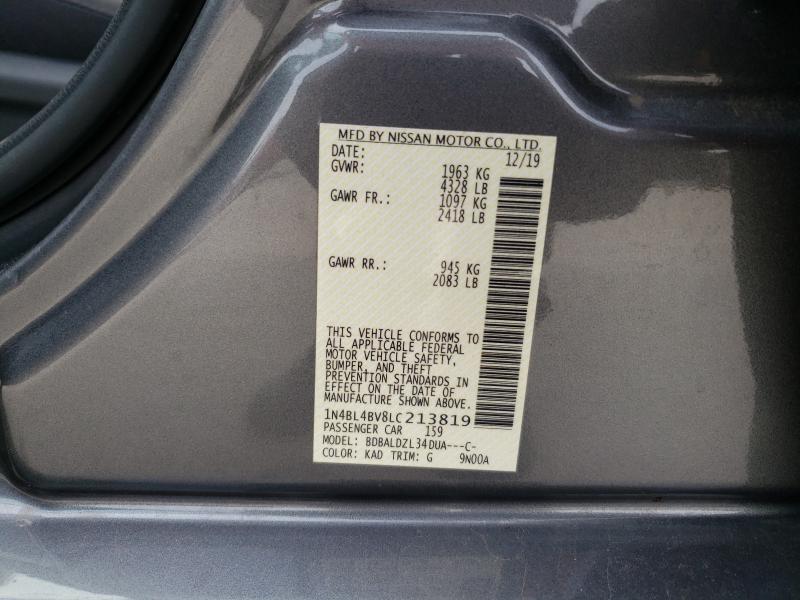 MFD BY NISSAN MOTOR CO., LTD.
DATE: 12/19
GVWR: 1963 KG
4328 LB
GAWR FR.: 1097 KG
2418 LB
GAWR RR.: 945 KG
2083 LB
THIS VEHICLE CONFORMS TO
ALL APPLICABLE FEDERAL
MOTOR VEHICLE SAFETY,
BUMPER, AND THEFT
PREVENTION STANDARDS IN
EFFECT ON THE DATE OF
MANUFACTURE SHOWN ABOVE.
1N4BL4BV8LC213819
PASSENGER CAR 159
MODEL: BDBALDZL34DUA---C-
COLOR: KAD TRIM: G 9N00A